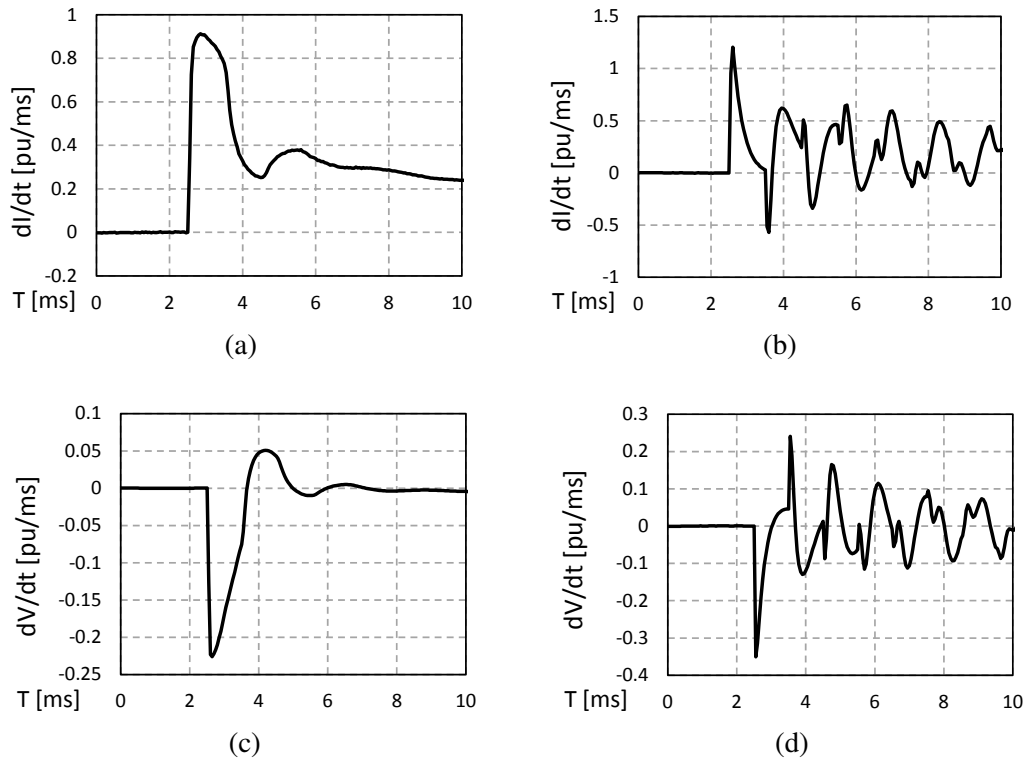 1
0.8
0.6
0.4
0.2
0
-0.2
dI/dt [pu/ms]
T [ms]
0 2 4 6 8 10
(a)
1.5
1
0.5
0
-0.5
-1
dI/dt [pu/ms]
T [ms]
0 2 4 6 8 10
(b)
0.1
0.05
0
-0.05
-0.1
-0.15
-0.2
-0.25
dV/dt [pu/ms]
T [ms]
0 2 4 6 8 10
(c)
0.3
0.2
0.1
0
-0.1
-0.2
-0.3
-0.4
dV/dt [pu/ms]
T [ms]
0 2 4 6 8 10
(d)